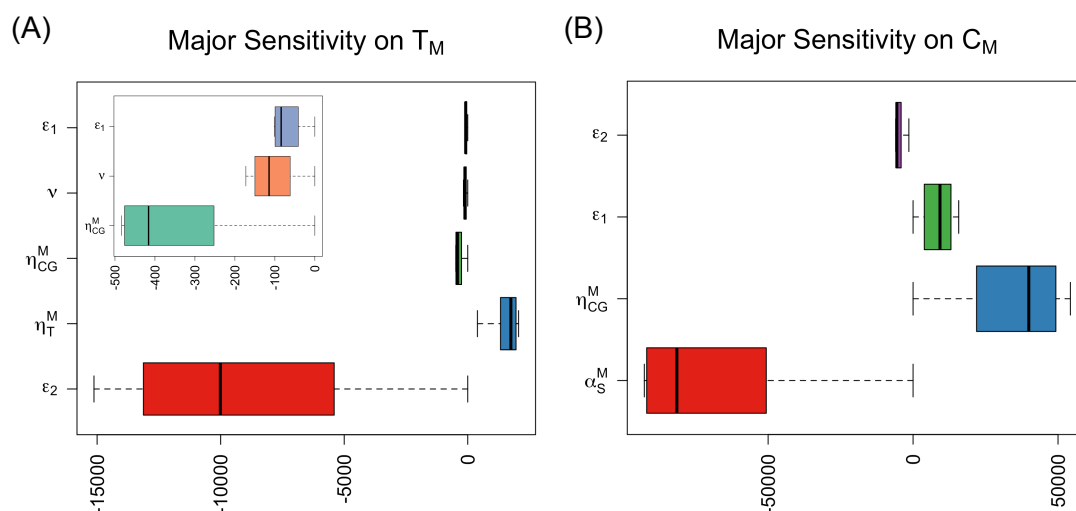 (A)
Major Sensitivity on T_M
ε₁
ν
η_CG^M
η_T^M
ε₂
-15000
-10000
-5000
0
ε₁
ν
η_CG^M
-500
-400
-300
-200
-100
0
(B)
Major Sensitivity on C_M
ε₂
ε₁
η_CG^M
α_S^M
-50000
0
50000